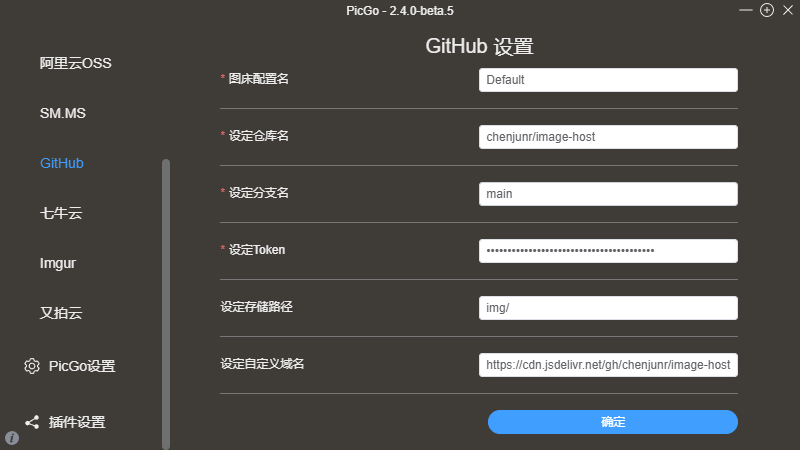 PicGo - 2.4.0-beta.5
阿里云OSS
SM.MS
GitHub
七牛云
Imgur
又拍云
PicGo设置
插件设置
GitHub 设置
* 图床配置名
Default
* 设定仓库名
chenjunr/image-host
* 设定分支名
main
* 设定Token
••••••••••••••••••••••••••••••••••••••••
设定存储路径
img/
设定自定义域名
https://cdn.jsdelivr.net/gh/chenjunr/image-host
确定